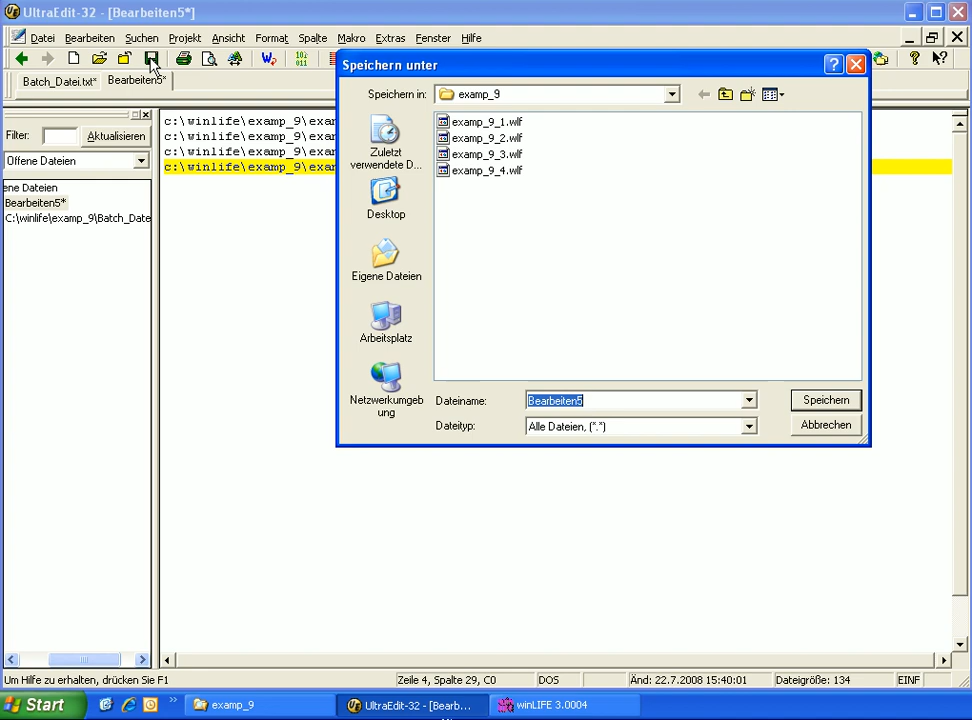 UltraEdit-32 - [Bearbeiten5*]
Datei Bearbeiten Suchen Projekt Ansicht Format Spalte Makro Extras Fenster Hilfe
Batch_Datei.txt* Bearbeiten5*
Filter: Aktualisieren
Offene Dateien
ene Dateien
Bearbeiten5*
C:\winlife\examp_9\Batch_Date
c:\winlife\examp_9\exa
c:\winlife\examp_9\exa
c:\winlife\examp_9\exa
c:\winlife\examp_9\exa
Speichern unter
Speichern in: examp_9
Zuletzt
verwendete D...
Desktop
Eigene Dateien
Arbeitsplatz
Netzwerkumgeb
ung
examp_9_1.wlf
examp_9_2.wlf
examp_9_3.wlf
examp_9_4.wlf
Dateiname: Bearbeiten5 Speichern
Dateityp: Alle Dateien, (*.*) Abbrechen
Um Hilfe zu erhalten, drücken Sie F1 Zeile 4, Spalte 29, C0 DOS Änd: 22.7.2008 15:40:01 Dateigröße: 134 EINF
Start examp_9 UltraEdit-32 - [Bearb... winLIFE 3.0004